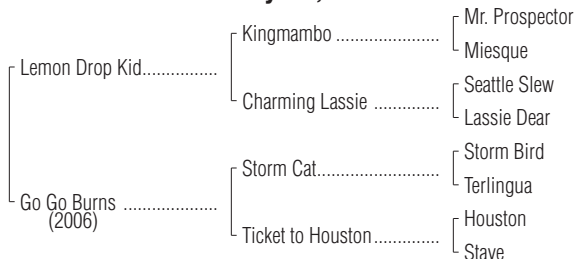 Mr. Prospector
Kingmambo ..................
Miesque
Lemon Drop Kid...............
Seattle Slew
Charming Lassie .............
Lassie Dear
Storm Bird
Storm Cat........................
Terlingua
Go Go Burns ...................
(2006)
Houston
Ticket to Houston.............
Stave